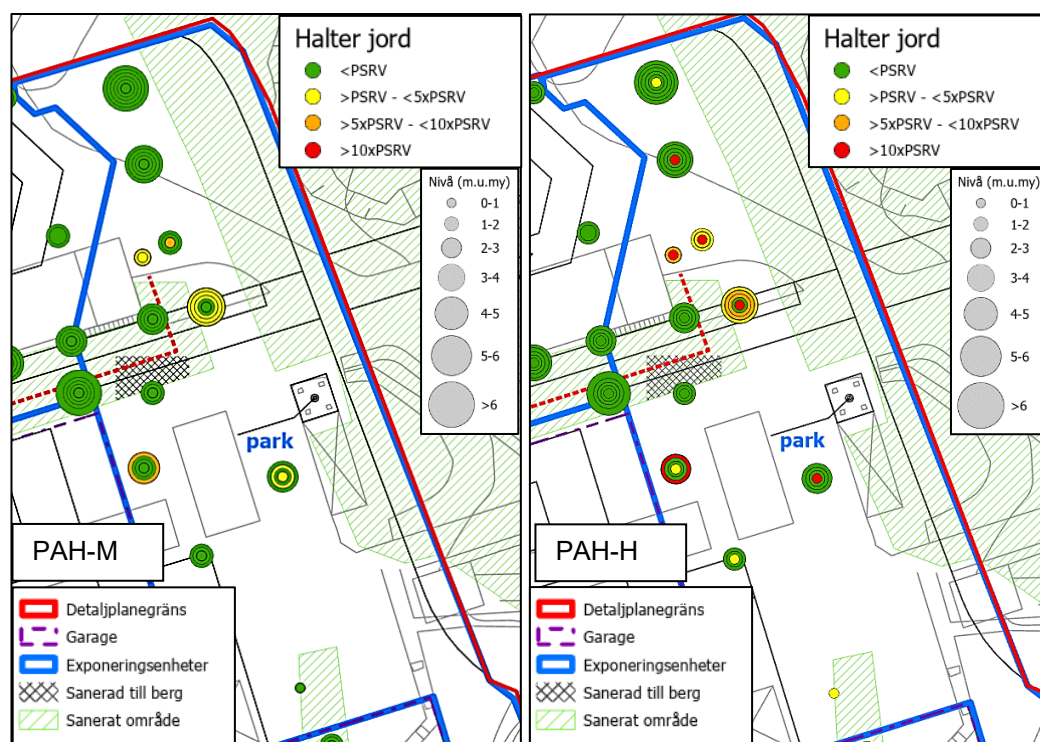 Halter jord
<PSRV
>PSRV - <5xPSRV
>5xPSRV - <10xPSRV
>10xPSRV
Nivå (m.u.my)
0-1
1-2
2-3
3-4
4-5
5-6
>6
park
PAH-M
Detaljplanegräns
Garage
Exponeringsenheter
Sanerad till berg
Sanerat område
Halter jord
<PSRV
>PSRV - <5xPSRV
>5xPSRV - <10xPSRV
>10xPSRV
Nivå (m.u.my)
0-1
1-2
2-3
3-4
4-5
5-6
>6
park
PAH-H
Detaljplanegräns
Garage
Exponeringsenheter
Sanerad till berg
Sanerat område